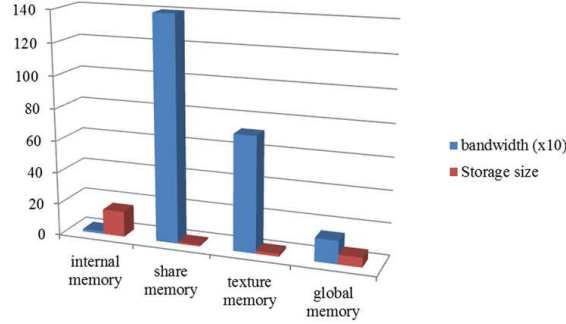 140
120
100
80
60
40
20
0
internal
memory
share
memory
texture
memory
global
memory
bandwidth (x10)
Storage size